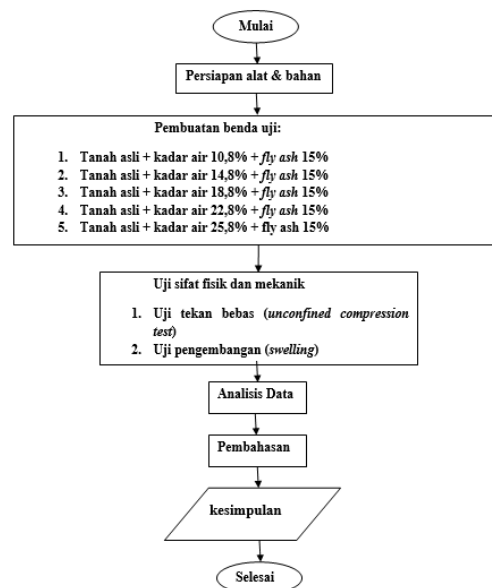 Mulai
Persiapan alat & bahan
Pembuatan benda uji:
1. Tanah asli + kadar air 10,8% + fly ash 15%
2. Tanah asli + kadar air 14,8% + fly ash 15%
3. Tanah asli + kadar air 18,8% + fly ash 15%
4. Tanah asli + kadar air 22,8% + fly ash 15%
5. Tanah asli + kadar air 25,8% + fly ash 15%
Uji sifat fisik dan mekanik
1. Uji tekan bebas (unconfined compression
test)
2. Uji pengembangan (swelling)
Analisis Data
Pembahasan
kesimpulan
Selesai